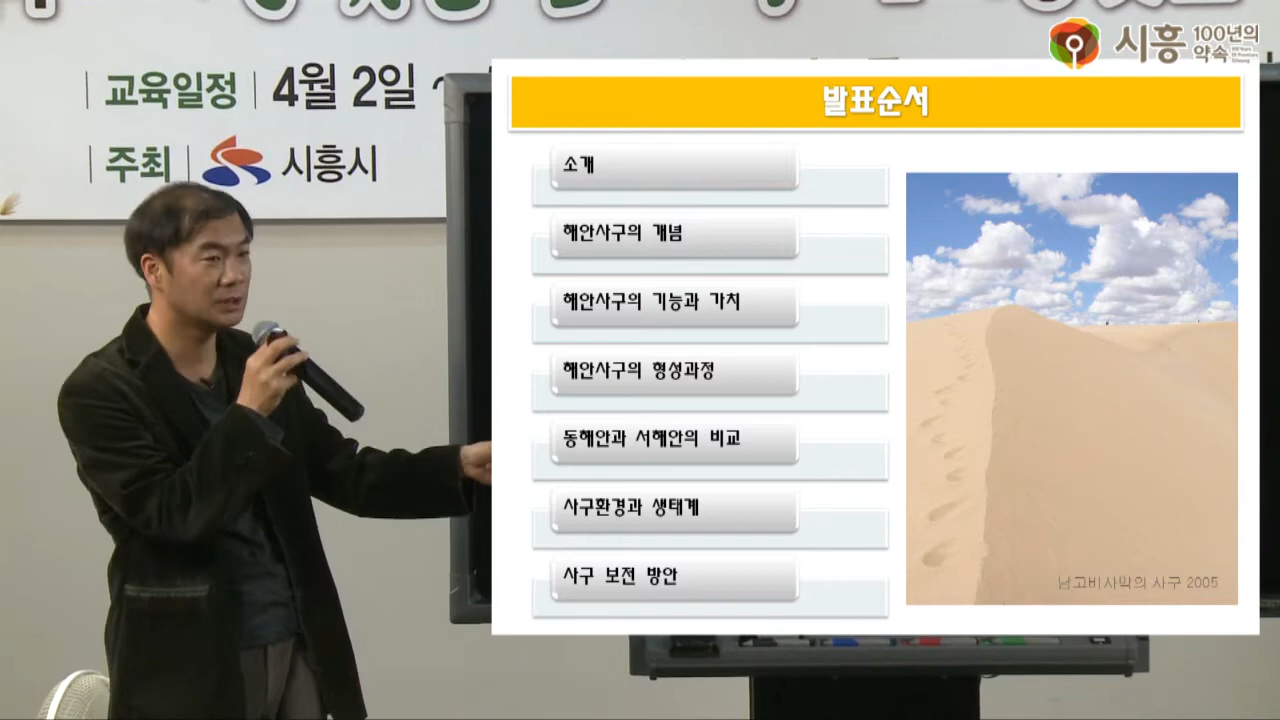 시흥 100년의 약속
교육일정 4월 2일 ~
주최 시흥시
발표순서
소개
해안사구의 개념
해안사구의 기능과 가치
해안사구의 형성과정
동해안과 서해안의 비교
사구환경과 생태계
사구 보전 방안
남고비사막의 사구 2005